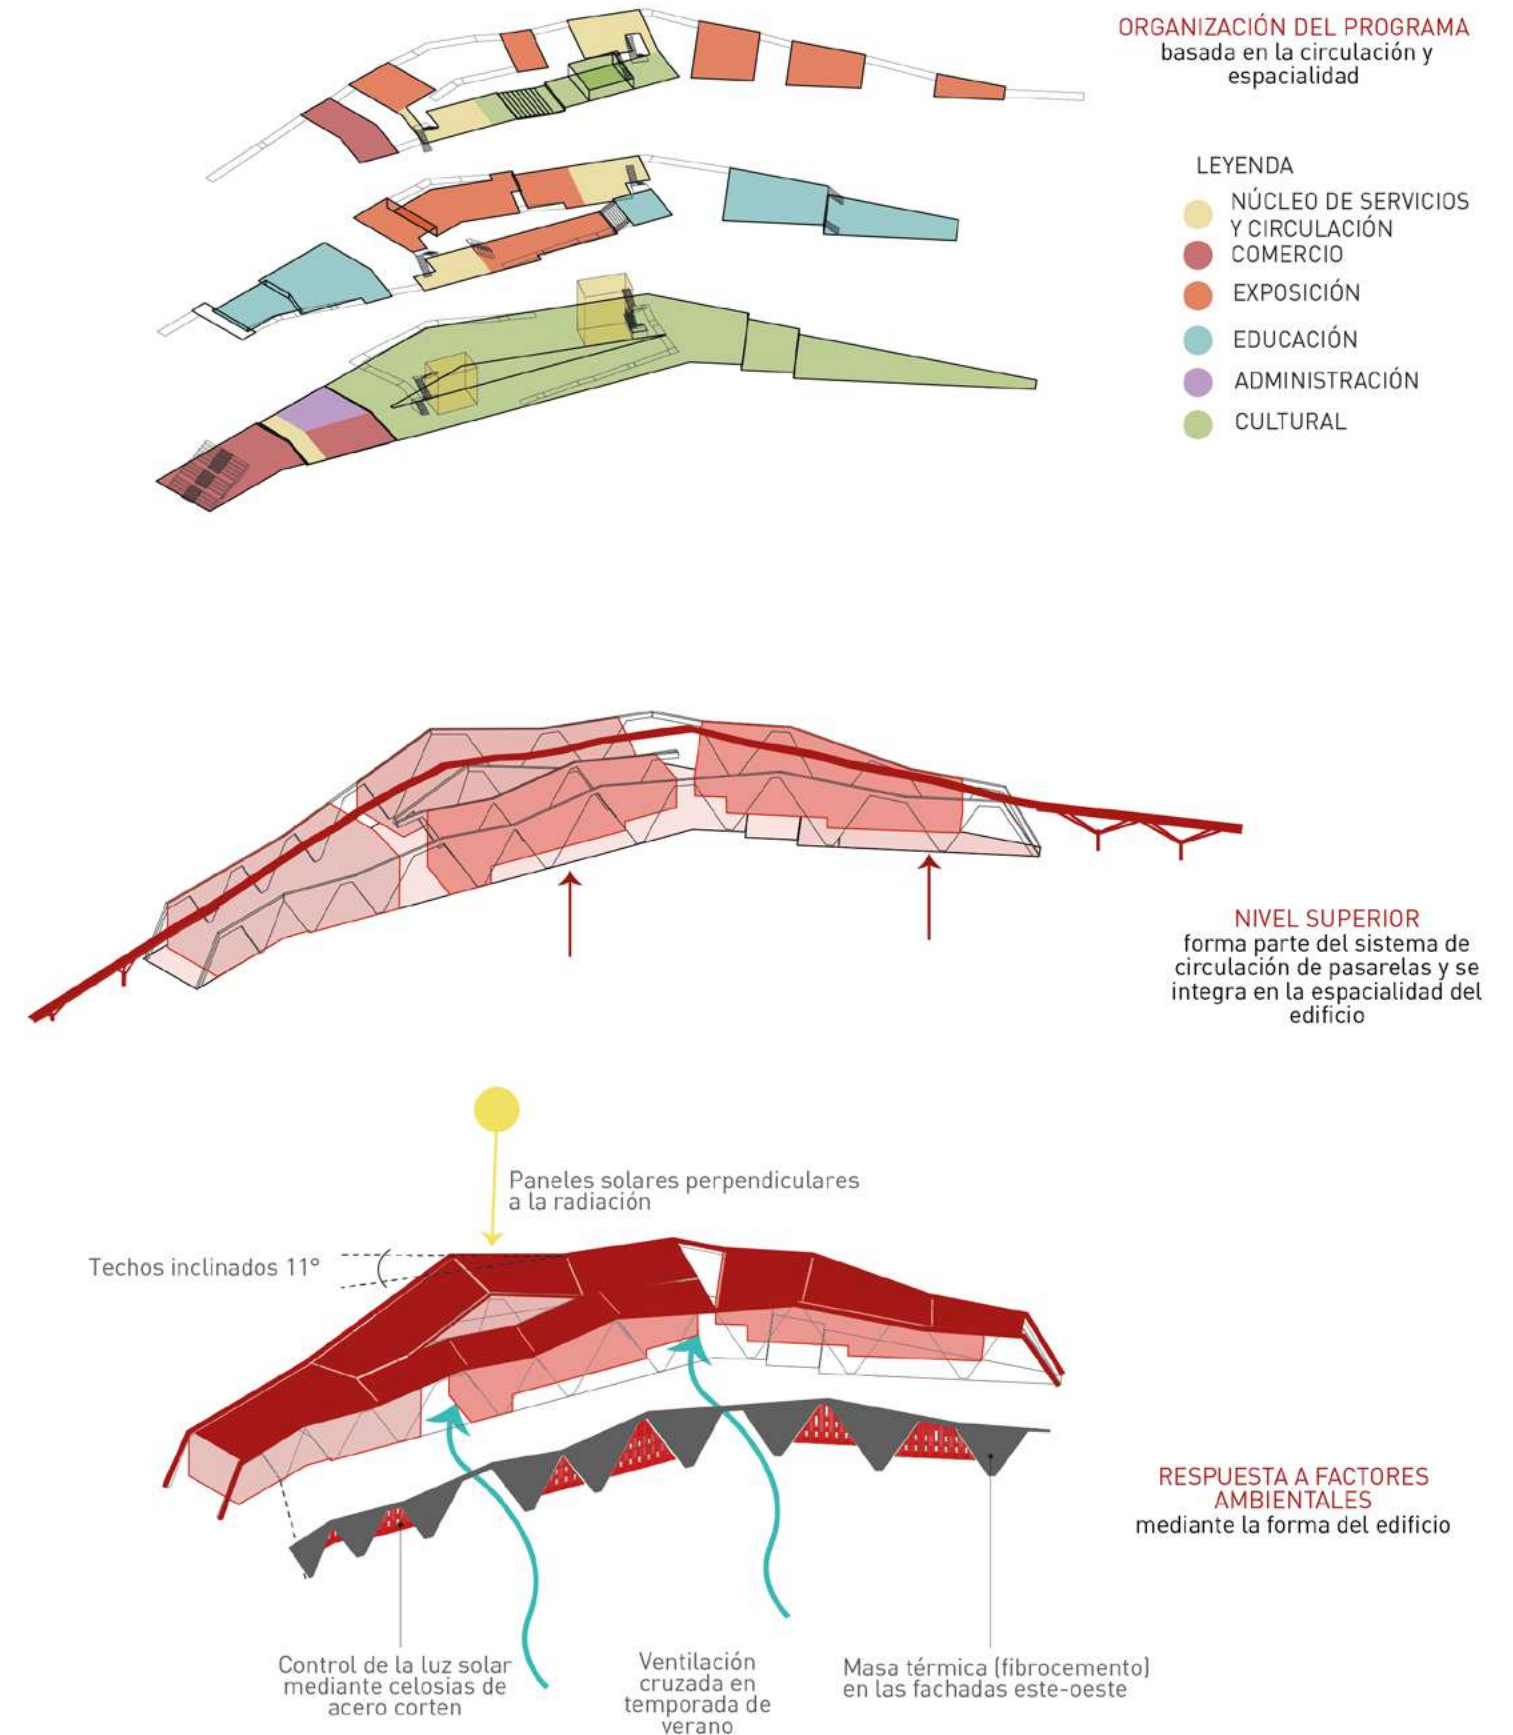 ORGANIZACIÓN DEL PROGRAMA
basada en la circulación y
espacialidad
LEYENDA
NÚCLEO DE SERVICIOS
Y CIRCULACIÓN
COMERCIO
EXPOSICIÓN
EDUCACIÓN
ADMINISTRACIÓN
CULTURAL
NIVEL SUPERIOR
forma parte del sistema de
circulación de pasarelas y se
integra en la espacialidad del
edificio
Paneles solares perpendiculares
a la radiación
Techos inclinados 11°
RESPUESTA A FACTORES
AMBIENTALES
mediante la forma del edificio
Control de la luz solar
mediante celosias de
acero corten
Ventilación
cruzada en
temporada de
verano
Masa térmica (fibrocemento)
en las fachadas este-oeste